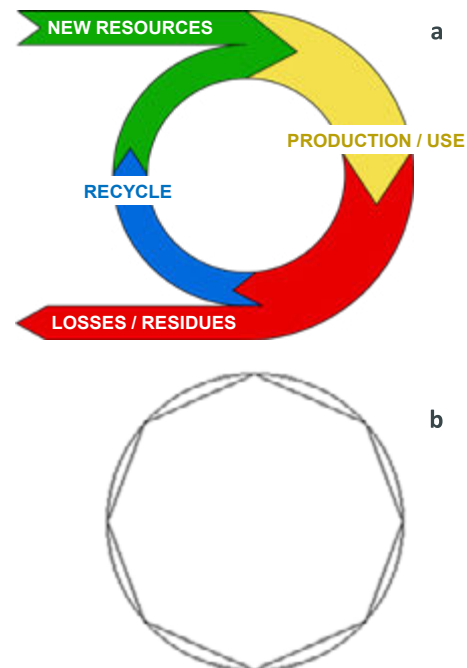 NEW RESOURCES
a
PRODUCTION / USE
RECYCLE
LOSSES / RESIDUES
b